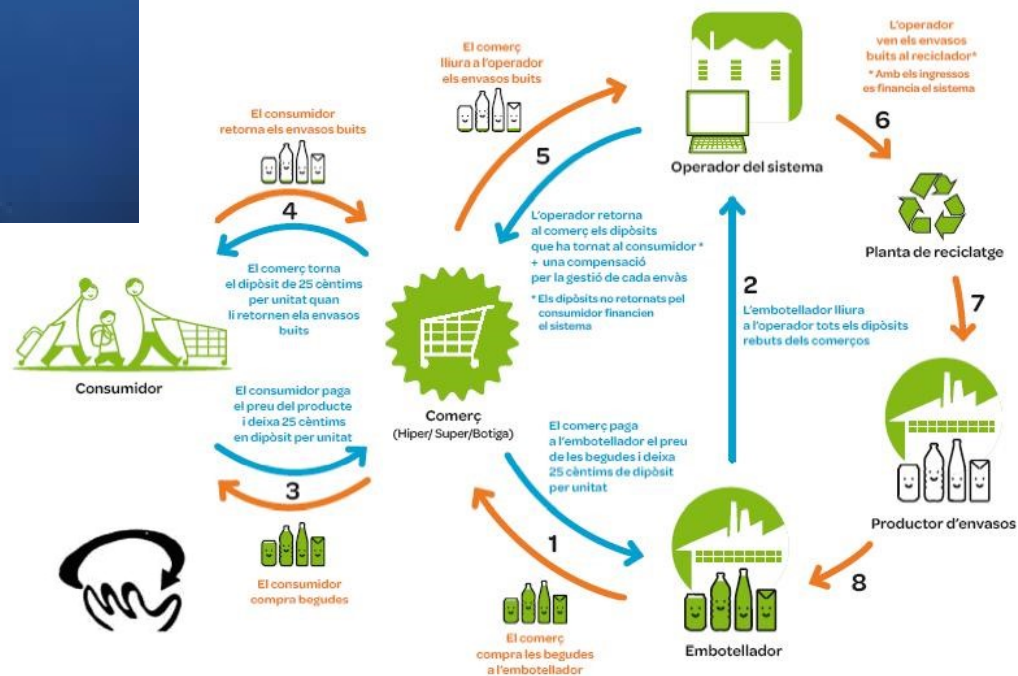 El comerç
lliura a l'operador
els envasos buits
L'operador
ven els envasos
buits al reciclador*
* Amb els ingressos
es financia el sistema
El consumidor
retorna els envasos buits
6
5
Operador del sistema
4
L'operador retorna
al comerç els dipòsits
que ha tornat al consumidor *
+ una compensació
per la gestió de cada envàs
* Els dipòsits no retornats pel
consumidor financien
el sistema
Planta de reciclatge
El comerç torna
el dipòsit de 25 cèntims
per unitat quan
li retornen ela envasos
buits
2
L'embotellador lliura
a l'operador tots els dipòsits
rebuts dels comerços
7
Consumidor
El consumidor paga
el preu del producte
i deixa 25 cèntims
en dipòsit per unitat
Comerç
(Hiper/ Super/Botiga)
El comerç paga
a l'embotellador el preu
de les begudes i deixa
25 cèntims de dipòsit
per unitat
3
Productor d'envasos
1
8
El consumidor
compra begudes
El comerç
compra les begudes
a l'embotellador
Embotellador